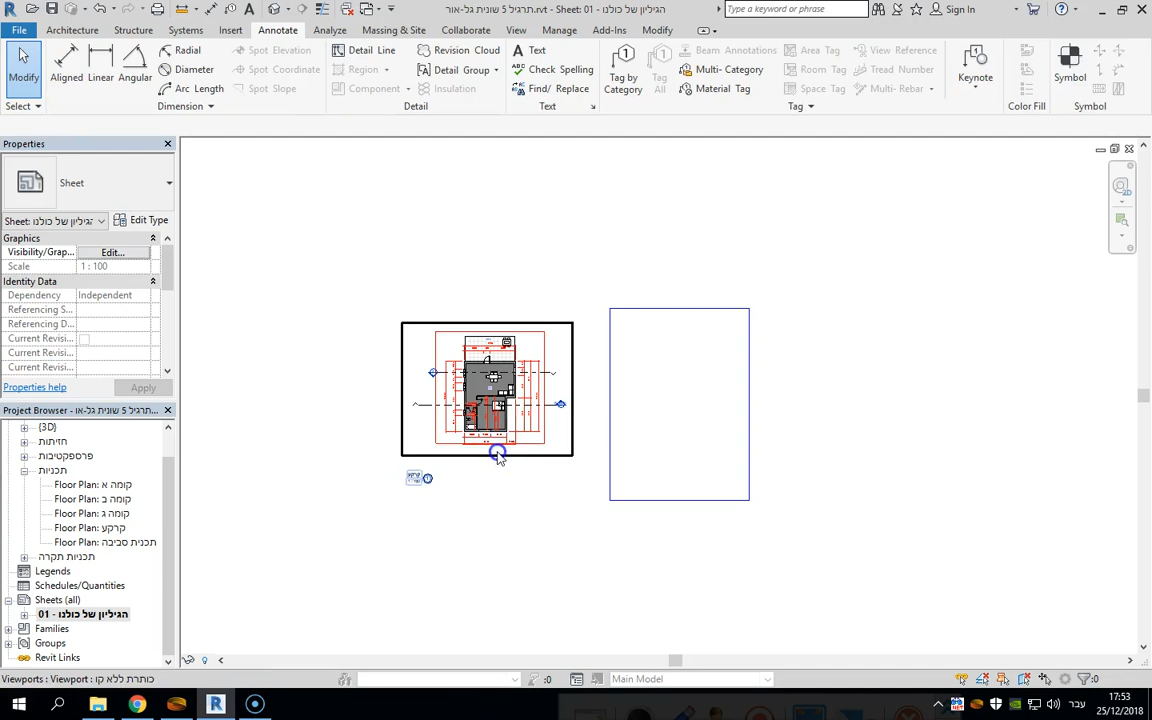 תרגיל 5 שונית גל-אור.rvt - Sheet: 01 - הגיליון של כולנו
Type a keyword or phrase
Sign In
File Architecture Structure Systems Insert Annotate Analyze Massing & Site Collaborate View Manage Add-Ins Modify
Modify
Select
Aligned
Linear
Angular
Radial
Diameter
Arc Length
Spot Elevation
Spot Coordinate
Spot Slope
Dimension
Detail Line
Region
Component
Revision Cloud
Detail Group
Insulation
Detail
Text
Check Spelling
Find/ Replace
Text
Tag by Category
Tag All
Beam Annotations
Multi- Category
Material Tag
Area Tag
Room Tag
Space Tag
View Reference
Tread Number
Multi- Rebar
Tag
Keynote
Color Fill
Symbol
Symbol
Properties
Sheet
Sheet: הגיליון של כולנו
Edit Type
Graphics
Visibility/Grap... Edit...
Scale 1 : 100
Identity Data
Dependency Independent
Referencing S...
Referencing D...
Current Revisi...
Current Revisi...
Current Revisi...
Properties help
Apply
Project Browser - תרגיל 5 שונית גל-אור.rvt
{3D}
חזיתות
פרספקטיבות
תכניות
Floor Plan: קומה א
Floor Plan: קומה ב
Floor Plan: קומה ג
Floor Plan: קרקע
Floor Plan: תכנית סביבה
תכניות תקרה
Legends
Schedules/Quantities
Sheets (all)
01 - הגיליון של כולנו
Families
Groups
Revit Links
Viewports : Viewport : כותרת ללא קו
:0
Main Model
:0
עבר
17:53
25/12/2018